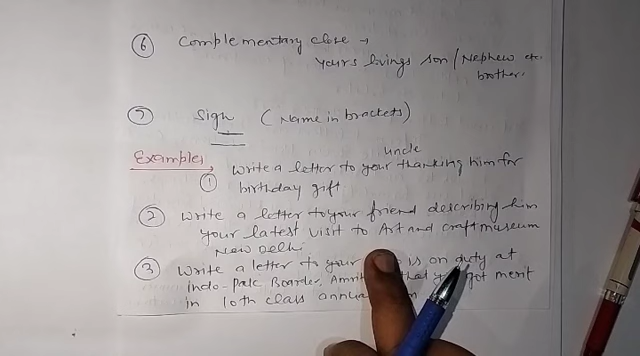 ⑥ Complementary close →
Yours lovings son / Nephew etc.
brother.
⑦ Sign (Name in brackets)
Examples
uncle
① Write a letter to your thanking him for
birthday gift.
② Write a letter to your friend describing him
your latest visit to Art and craft museum
New Delhi.
③ Write a letter to your is on duty at
Indo-Pak Boarder, that got merit
in 10th class